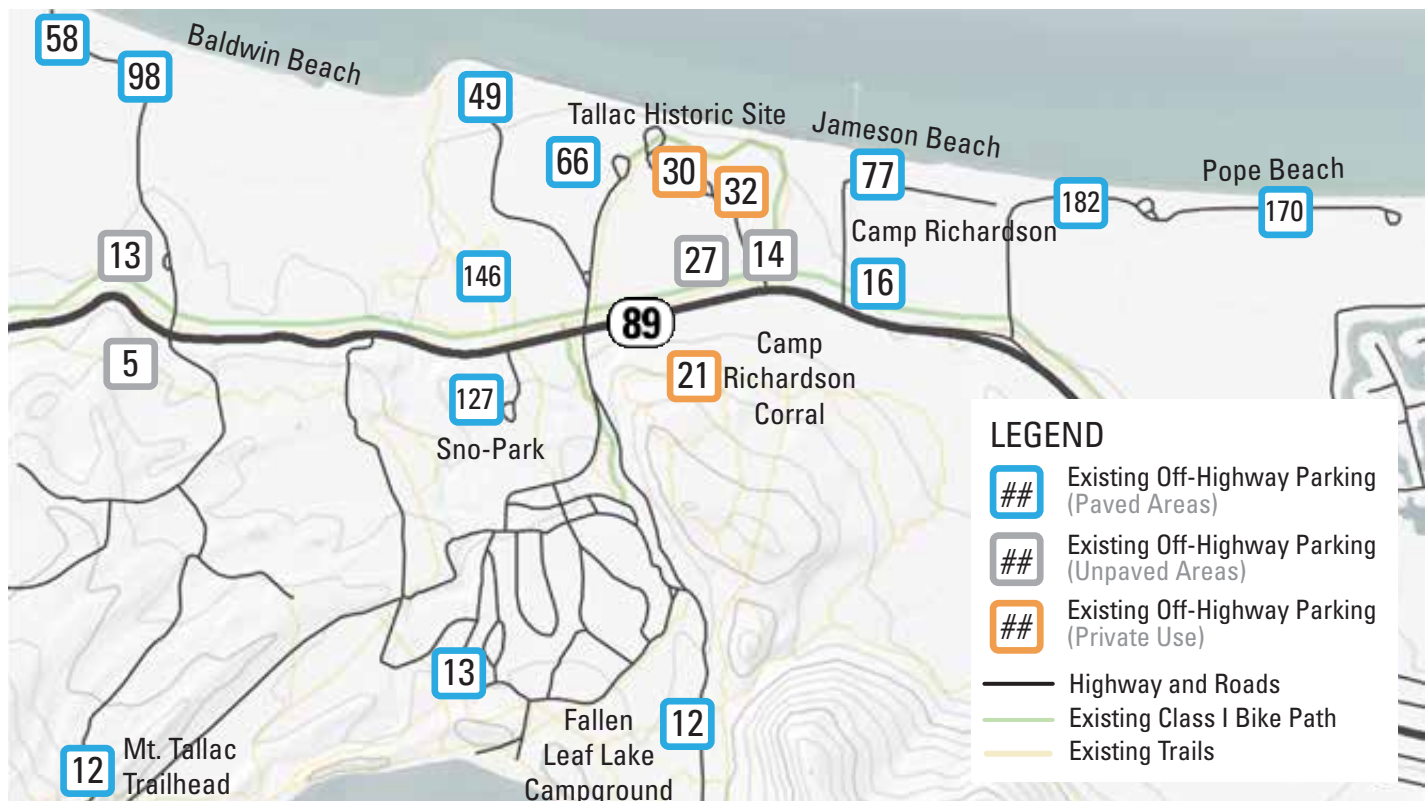 58
98
Baldwin Beach
49
66
Tallac Historic Site
30
32
Jameson Beach
77
182
Pope Beach
170
Camp Richardson
13
146
27
14
16
89
5
127
Sno-Park
21
Camp
Richardson
Corral
13
12
Fallen
Leaf Lake
Campground
12
Mt. Tallac
Trailhead
LEGEND
## Existing Off-Highway Parking
(Paved Areas)
## Existing Off-Highway Parking
(Unpaved Areas)
## Existing Off-Highway Parking
(Private Use)
Highway and Roads
Existing Class I Bike Path
Existing Trails